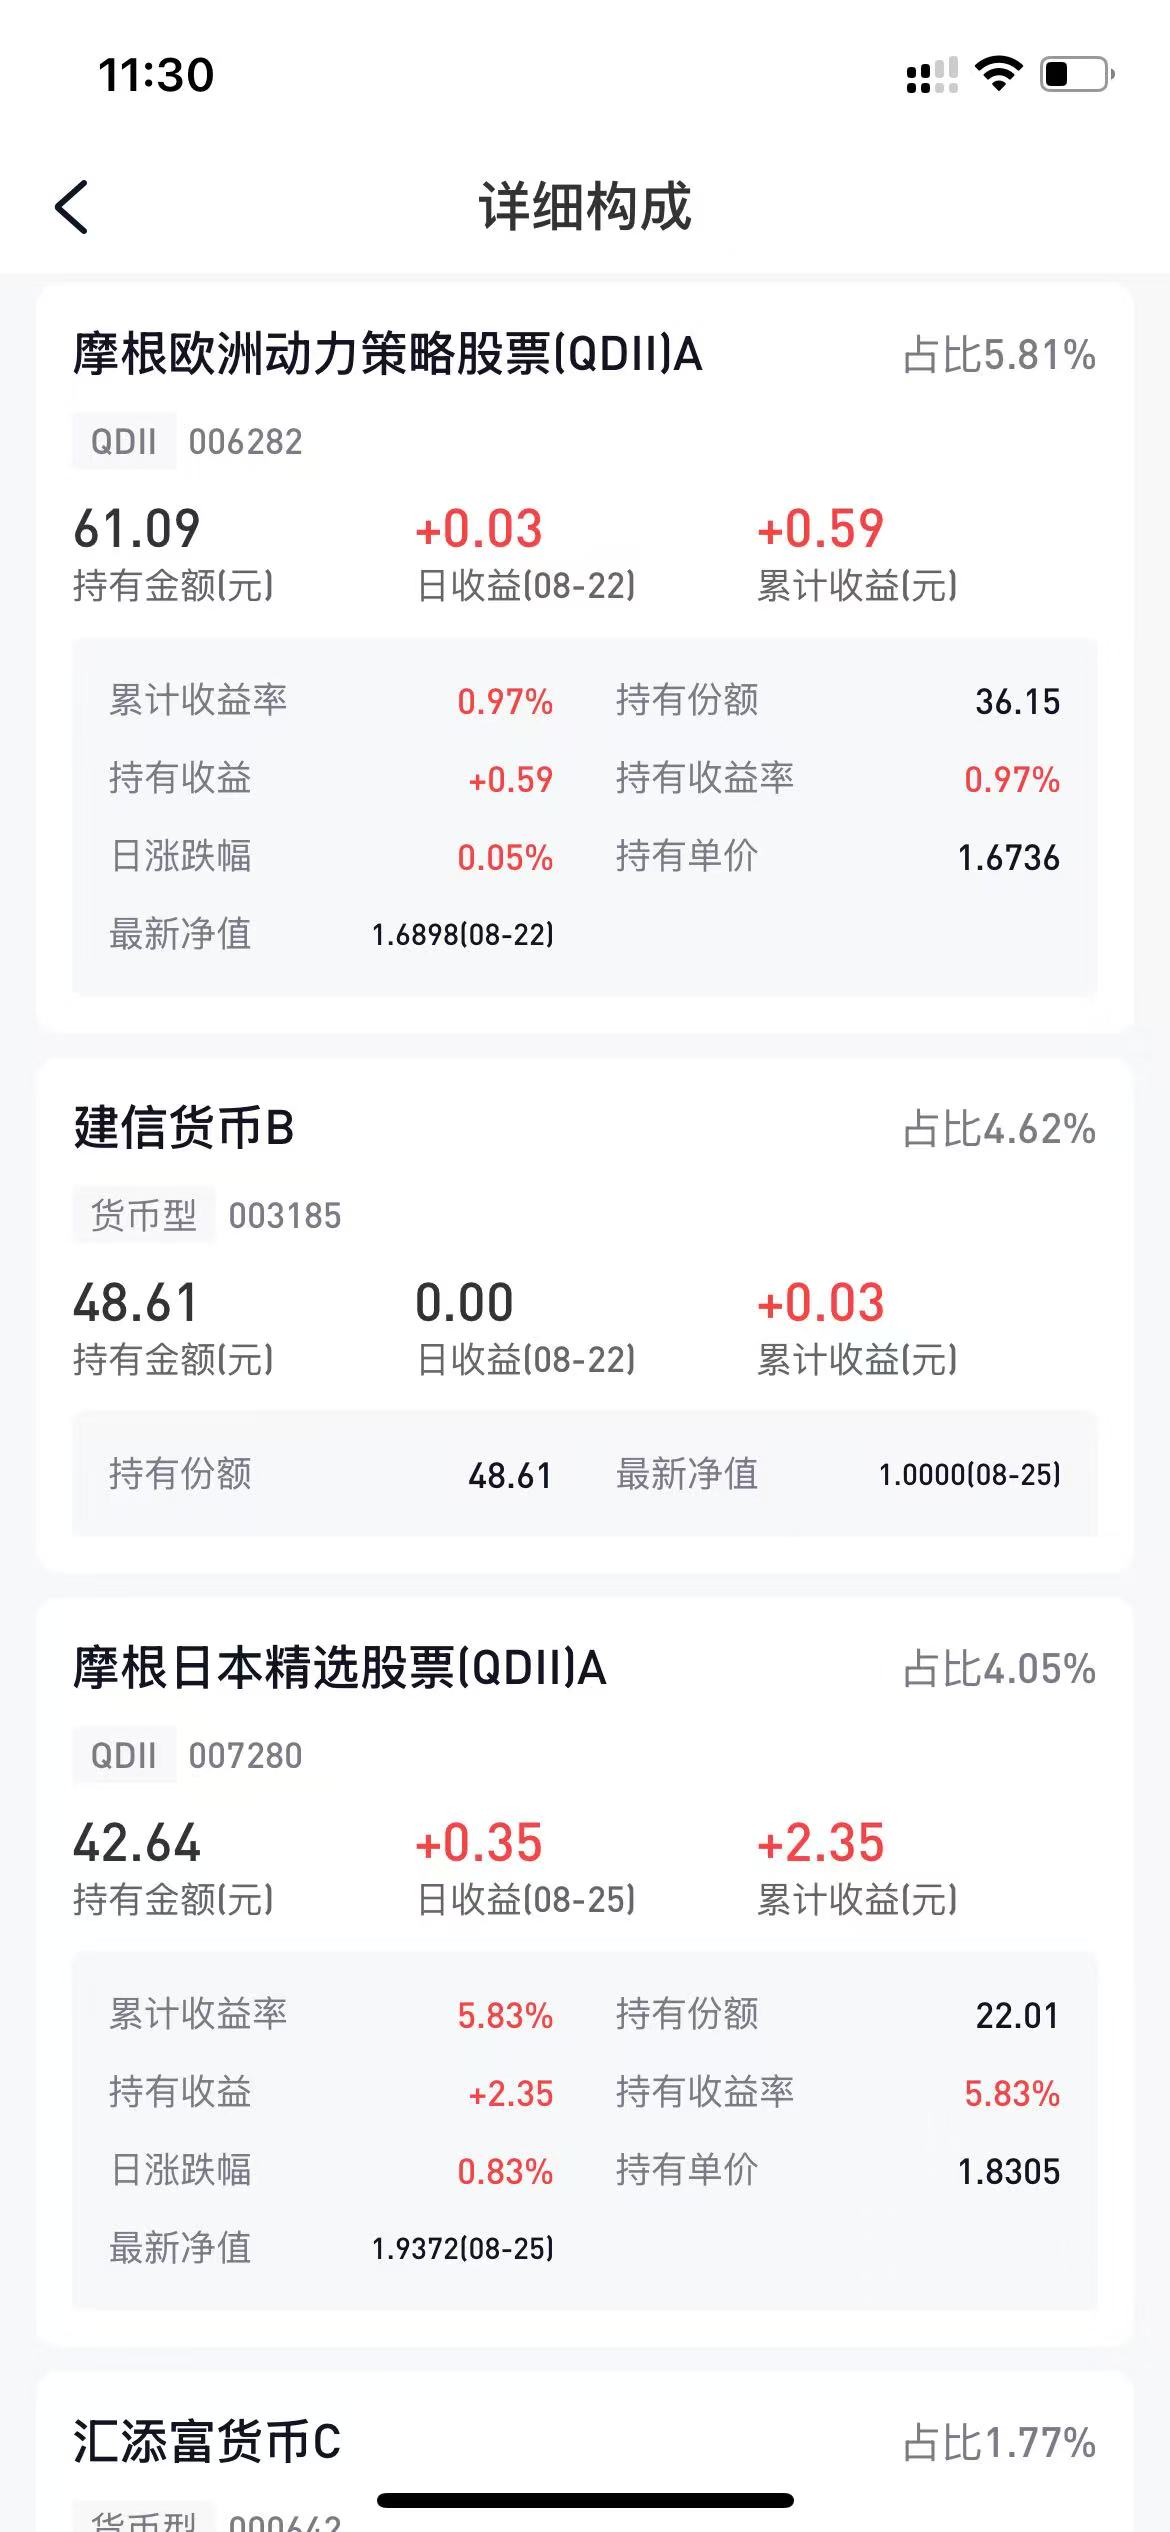 11:30
详细构成
摩根欧洲动力策略股票(QDII)A 占比5.81%
QDII 006282
61.09 +0.03 +0.59
持有金额(元) 日收益(08-22) 累计收益(元)
累计收益率 0.97% 持有份额 36.15
持有收益 +0.59 持有收益率 0.97%
日涨跌幅 0.05% 持有单价 1.6736
最新净值 1.6898(08-22)
建信货币B 占比4.62%
货币型 003185
48.61 0.00 +0.03
持有金额(元) 日收益(08-22) 累计收益(元)
持有份额 48.61 最新净值 1.0000(08-25)
摩根日本精选股票(QDII)A 占比4.05%
QDII 007280
42.64 +0.35 +2.35
持有金额(元) 日收益(08-25) 累计收益(元)
累计收益率 5.83% 持有份额 22.01
持有收益 +2.35 持有收益率 5.83%
日涨跌幅 0.83% 持有单价 1.8305
最新净值 1.9372(08-25)
汇添富货币C 占比1.77%
货币型 000642